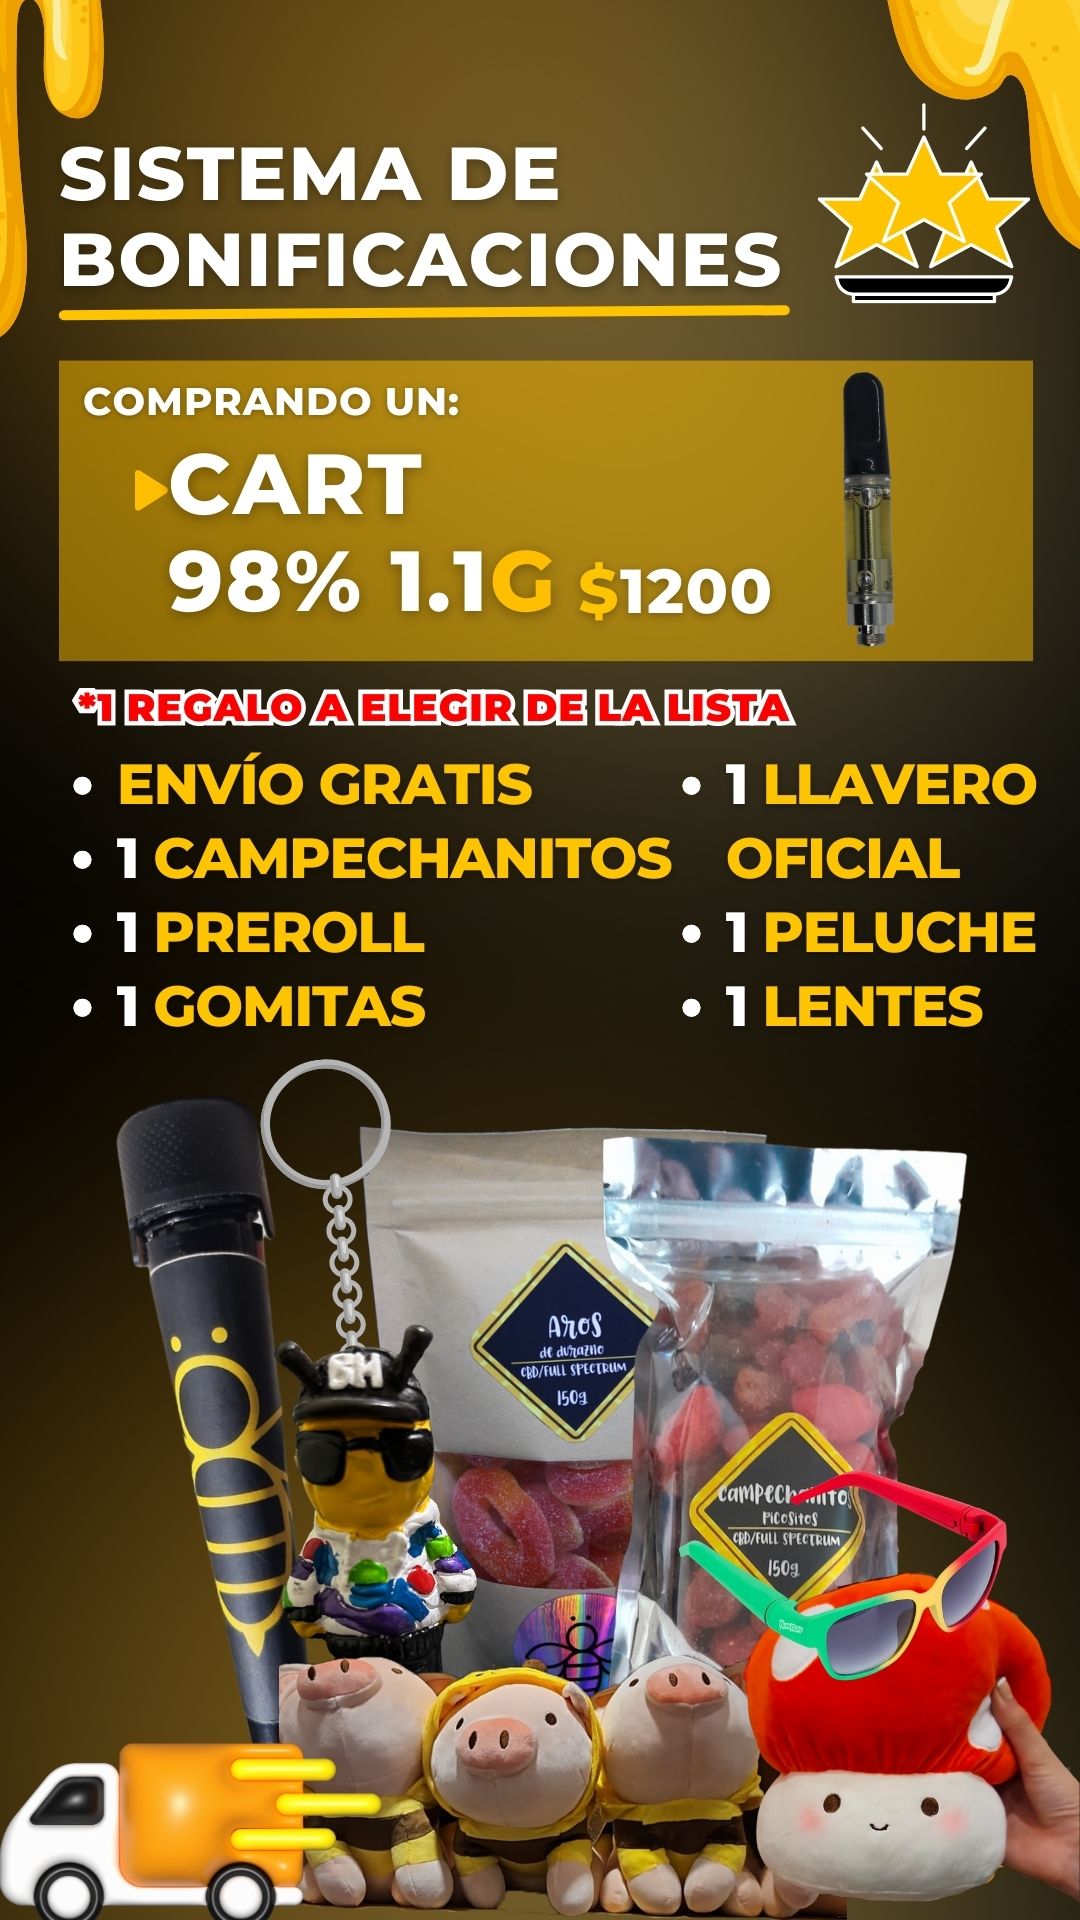 SISTEMA DE
BONIFICACIONES
COMPRANDO UN:
CART
98% 1.1G $1200
*1 REGALO A ELEGIR DE LA LISTA
• ENVÍO GRATIS
• 1 CAMPECHANITOS
• 1 PREROLL
• 1 GOMITAS
• 1 LLAVERO
OFICIAL
• 1 PELUCHE
• 1 LENTES
BH
Aros
de durazno
CBD/FULL SPECTRUM
150g
Campechanitos
Picositos
CBD/FULL SPECTRUM
150g